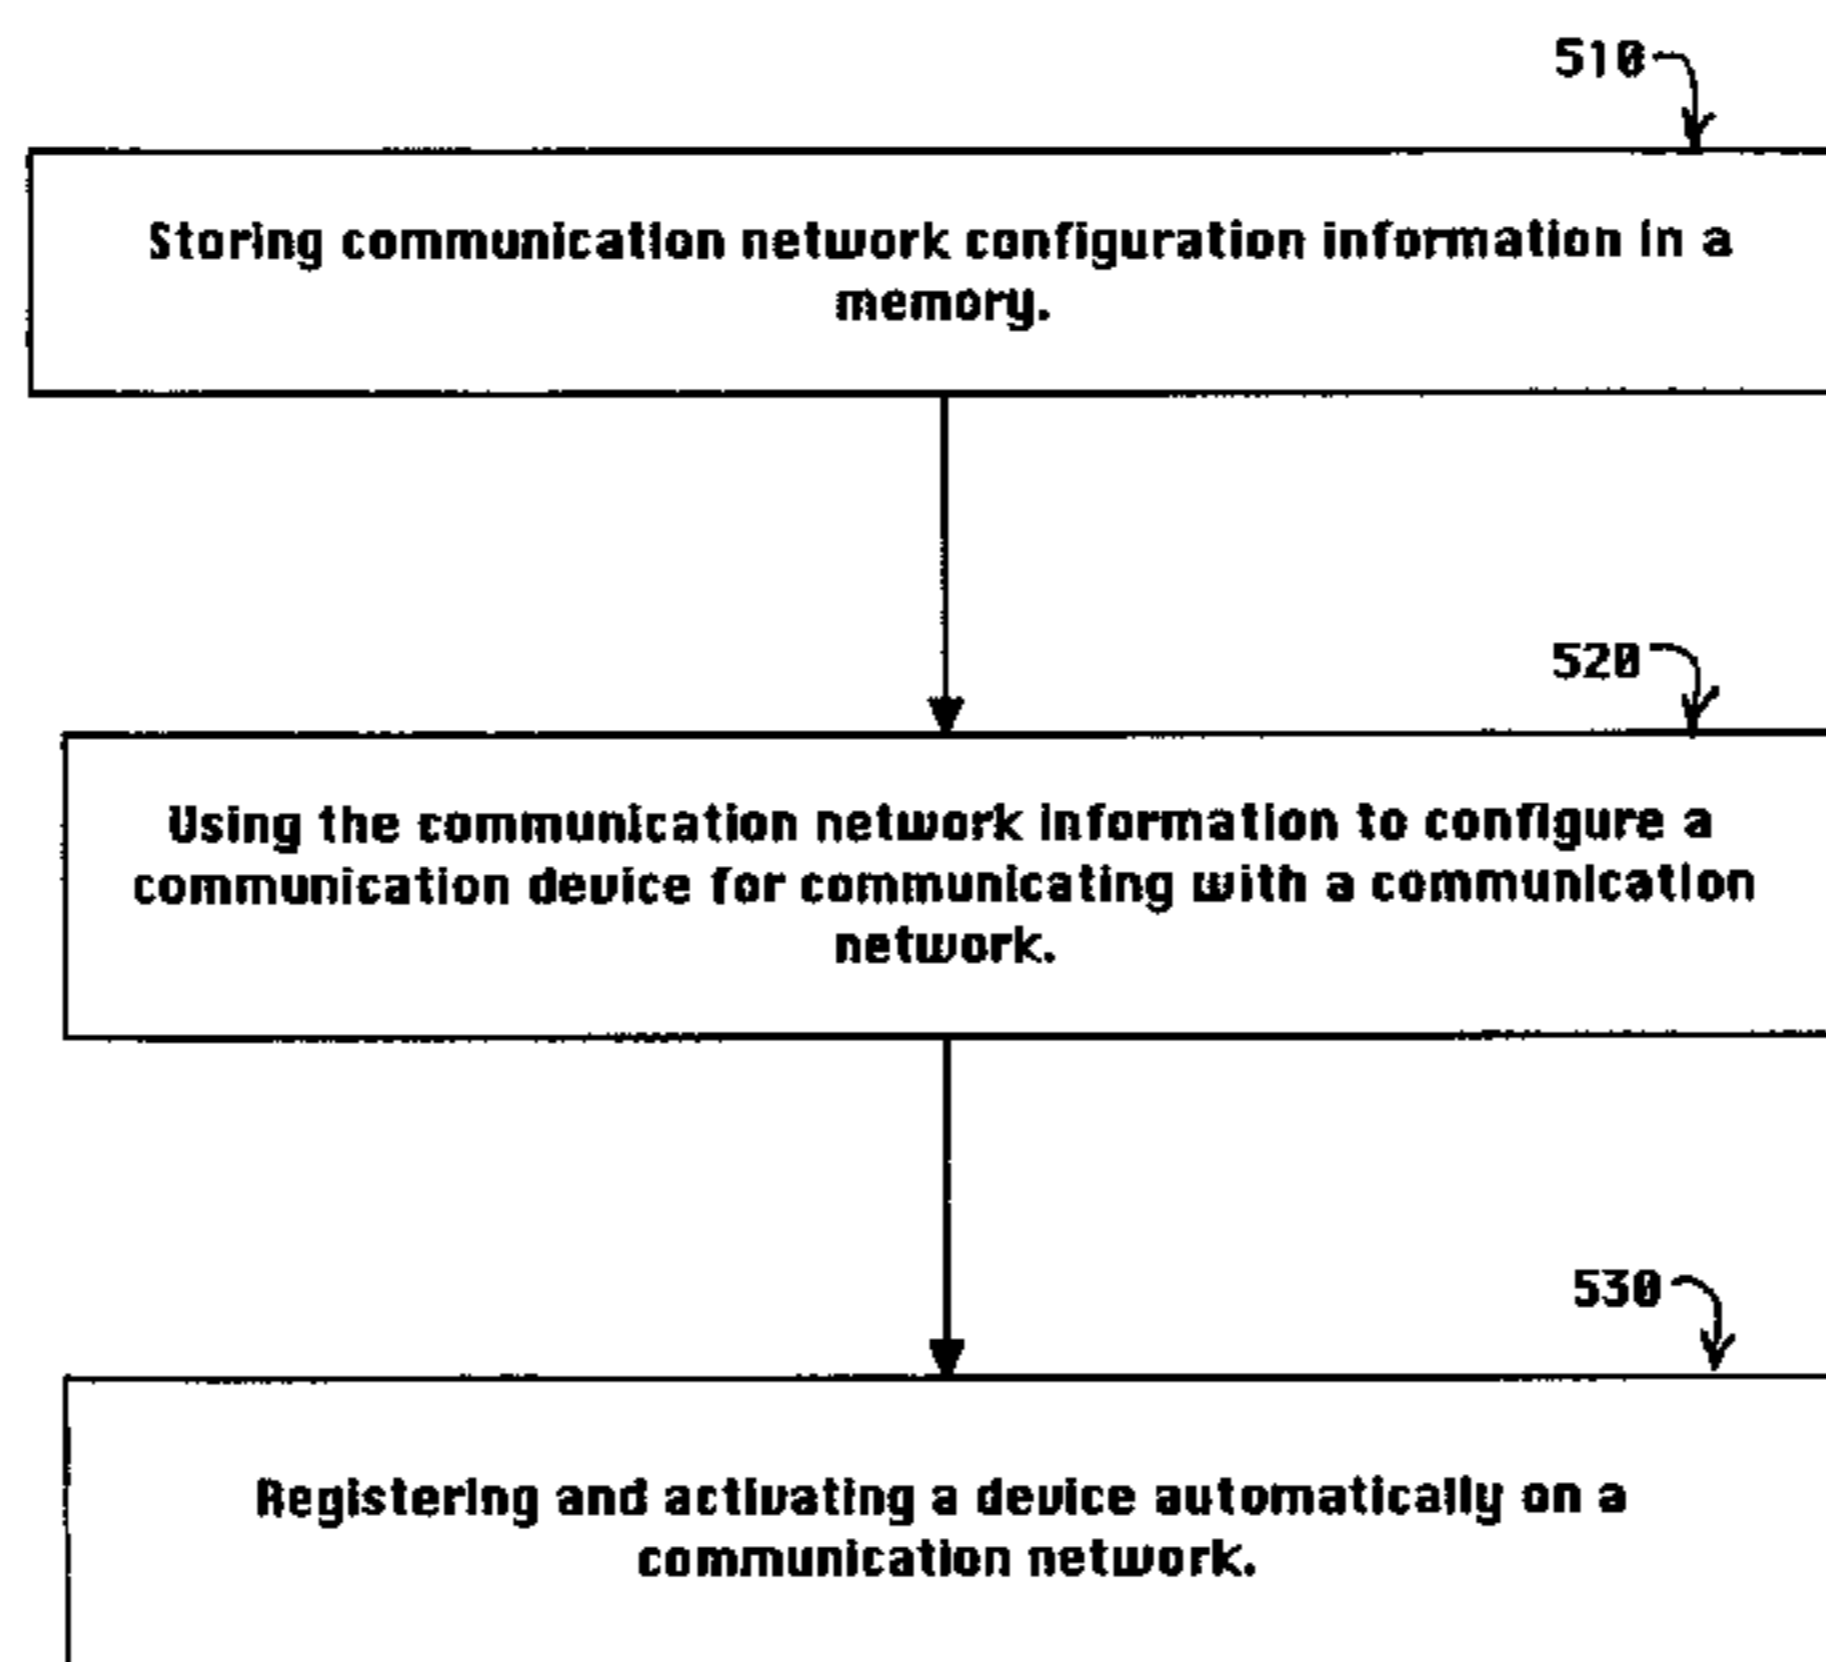 510
Storing communication network configuration information in a
memory.
520
Using the communication network information to configure a
communication device for communicating with a communication
network.
530
Registering and activating a device automatically on a
communication network.